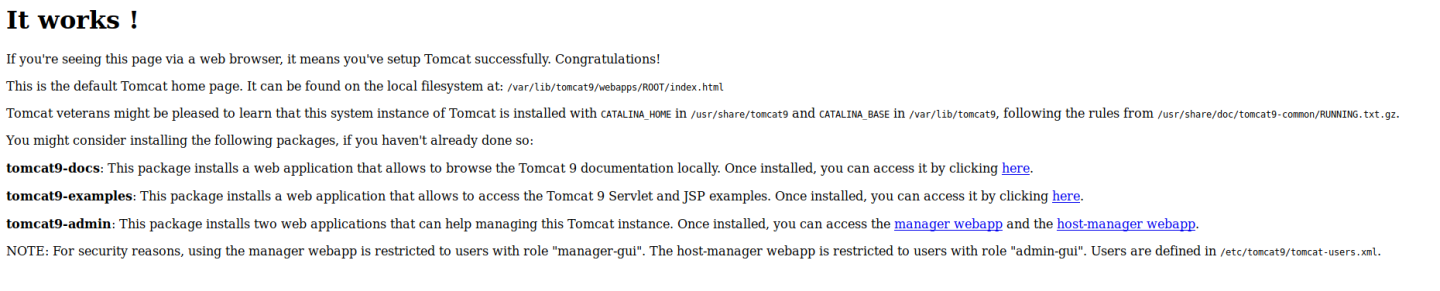 It works !
If you're seeing this page via a web browser, it means you've setup Tomcat successfully. Congratulations!
This is the default Tomcat home page. It can be found on the local filesystem at: /var/lib/tomcat9/webapps/ROOT/index.html
Tomcat veterans might be pleased to learn that this system instance of Tomcat is installed with CATALINA_HOME in /usr/share/tomcat9 and CATALINA_BASE in /var/lib/tomcat9, following the rules from /usr/share/doc/tomcat9-common/RUNNING.txt.gz.
You might consider installing the following packages, if you haven't already done so:
tomcat9-docs: This package installs a web application that allows to browse the Tomcat 9 documentation locally. Once installed, you can access it by clicking here.
tomcat9-examples: This package installs a web application that allows to access the Tomcat 9 Servlet and JSP examples. Once installed, you can access it by clicking here.
tomcat9-admin: This package installs two web applications that can help managing this Tomcat instance. Once installed, you can access the manager webapp and the host-manager webapp.
NOTE: For security reasons, using the manager webapp is restricted to users with role "manager-gui". The host-manager webapp is restricted to users with role "admin-gui". Users are defined in /etc/tomcat9/tomcat-users.xml.